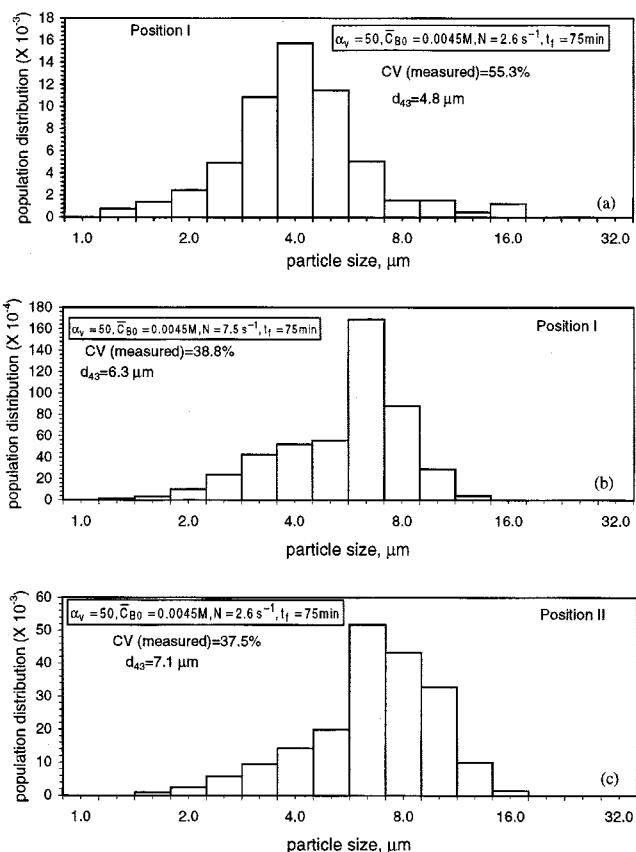 population distribution (X 10⁻³)
18
16
14
12
10
8
6
4
2
0
Position I
αᵥ = 50, C̄B0 = 0.0045M, N = 2.6 s⁻¹, t_f = 75min
CV (measured)=55.3%
d₄₃=4.8 μm
(a)
1.0 2.0 4.0 8.0 16.0 32.0
particle size, μm
population distribution (X 10⁻⁴)
180
160
140
120
100
80
60
40
20
0
αᵥ = 50, C̄B0 = 0.0045M, N = 7.5 s⁻¹, t_f = 75min
Position I
CV (measured)=38.8%
d₄₃=6.3 μm
(b)
1.0 2.0 4.0 8.0 16.0 32.0
particle size, μm
population distribution (X 10⁻³)
60
50
40
30
20
10
0
αᵥ = 50, C̄B0 = 0.0045M, N = 2.6 s⁻¹, t_f = 75min
Position II
CV (measured)=37.5%
d₄₃=7.1 μm
(c)
1.0 2.0 4.0 8.0 16.0 32.0
particle size, μm